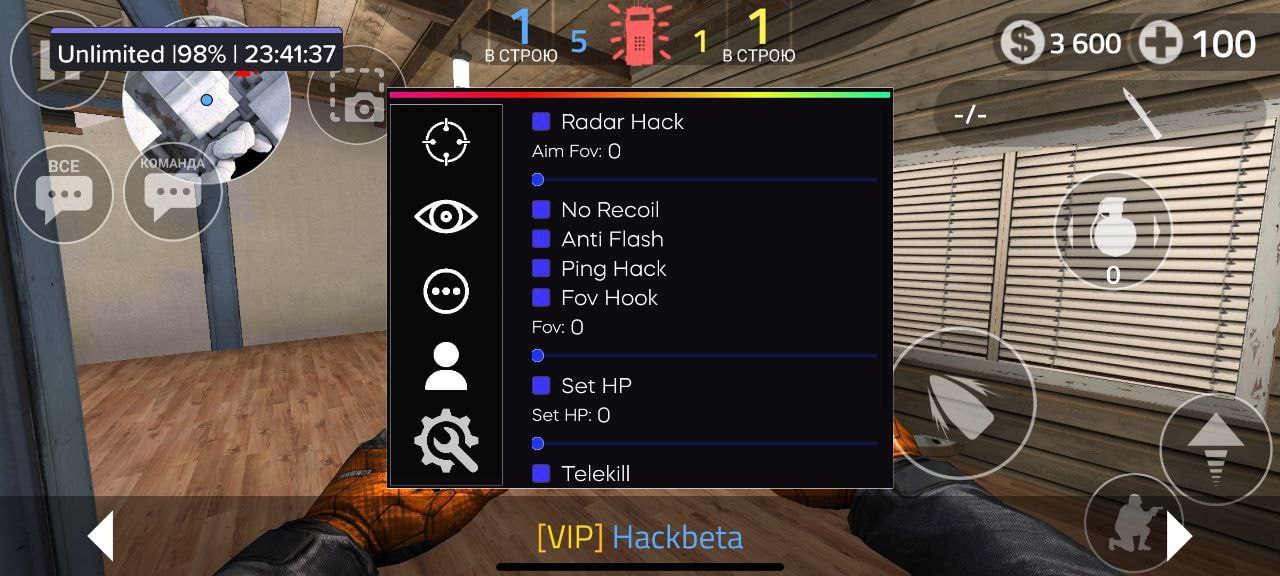 Unlimited |98% | 23:41:37
1
В СТРОЮ
5
1
1
В СТРОЮ
$ 3 600
100
-/-
ВСЕ
КОМАНДА
0
Radar Hack
Aim Fov: 0
No Recoil
Anti Flash
Ping Hack
Fov Hook
Fov: 0
Set HP
Set HP: 0
Telekill
[VIP] Hackbeta